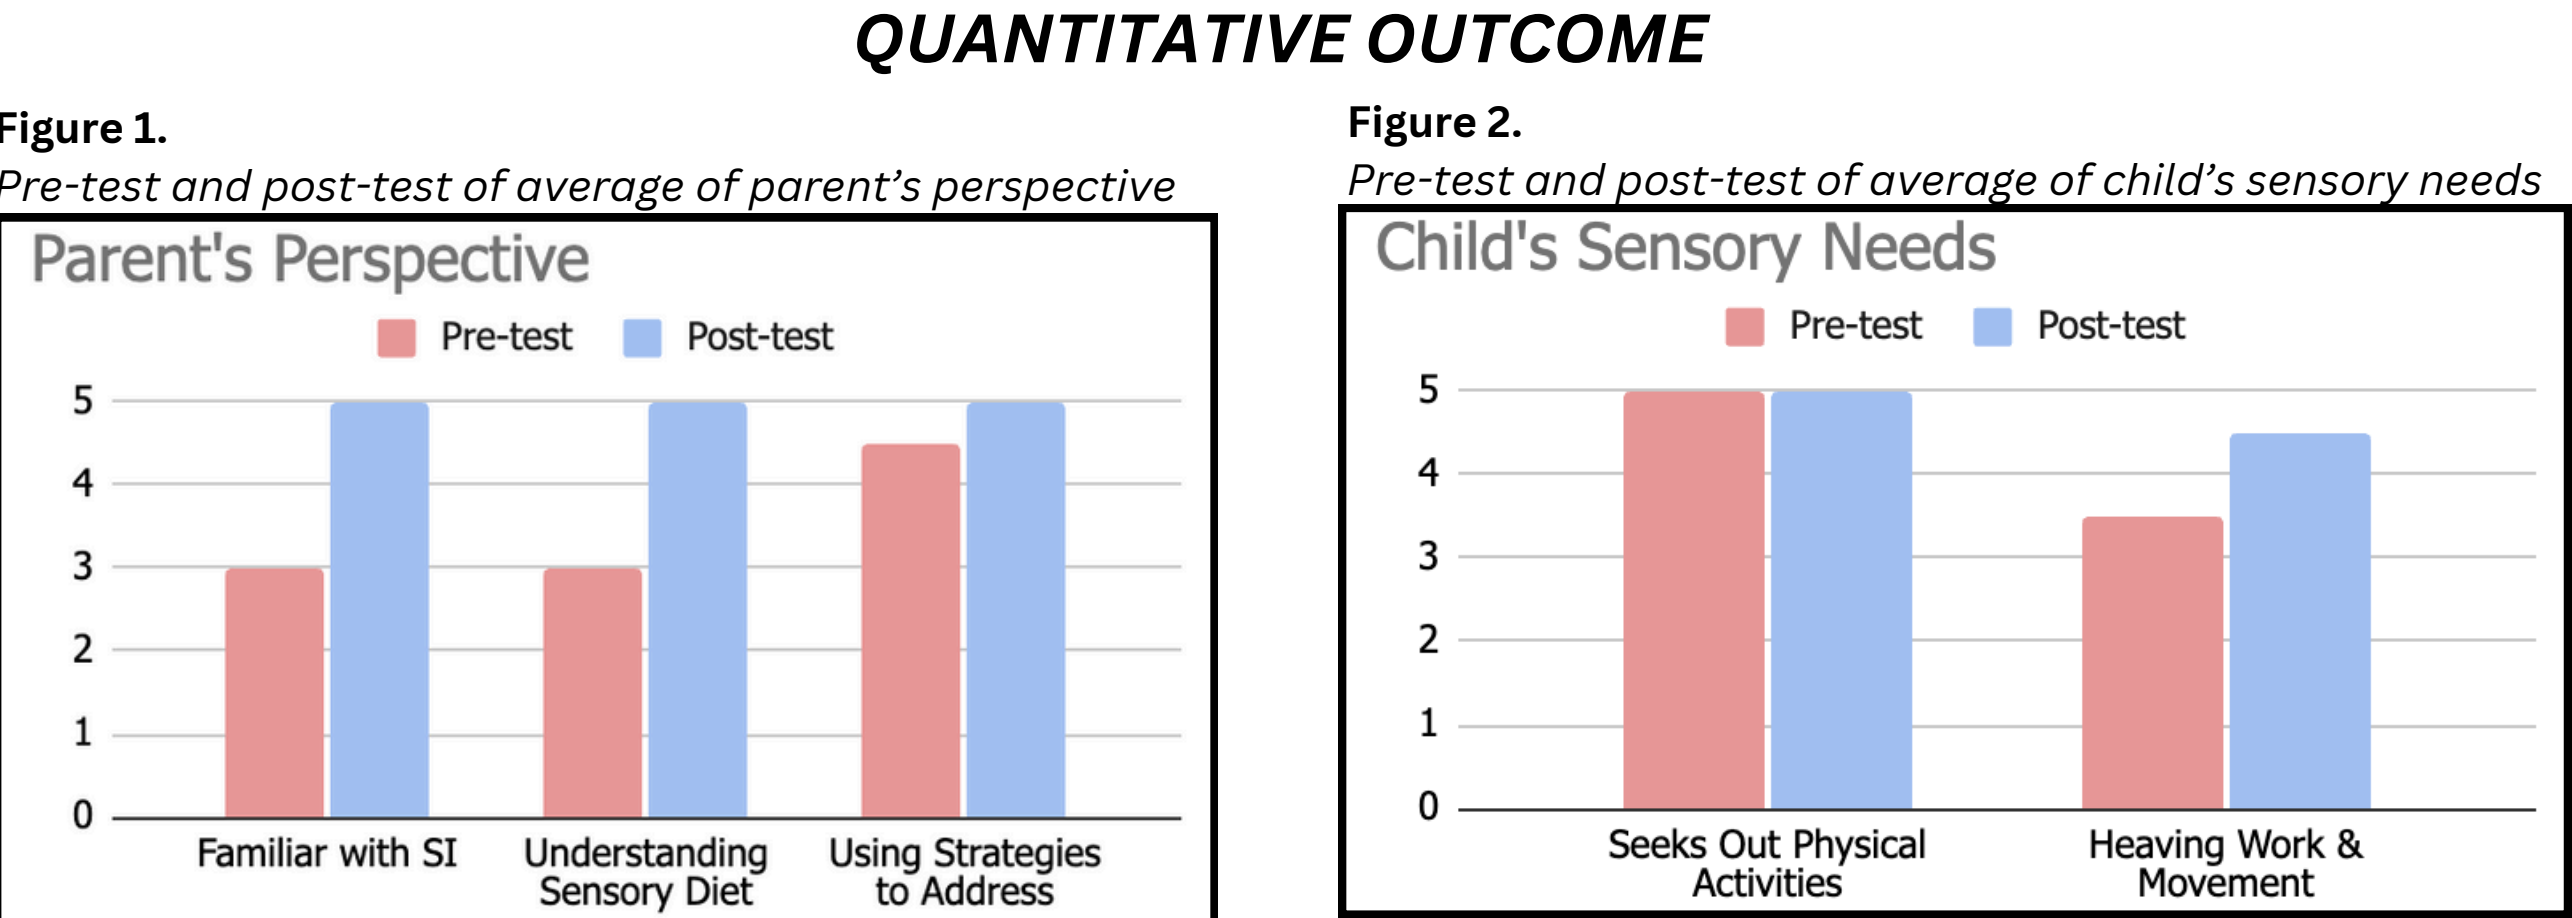 QUANTITATIVE OUTCOME
Figure 1.
Pre-test and post-test of average of parent's perspective
Parent's Perspective
Pre-test
Post-test
5
4
3
2
1
0
Familiar with SI
Understanding
Sensory Diet
Using Strategies
to Address
Figure 2.
Pre-test and post-test of average of child's sensory needs
Child's Sensory Needs
Pre-test
Post-test
5
4
3
2
1
0
Seeks Out Physical
Activities
Heaving Work &
Movement